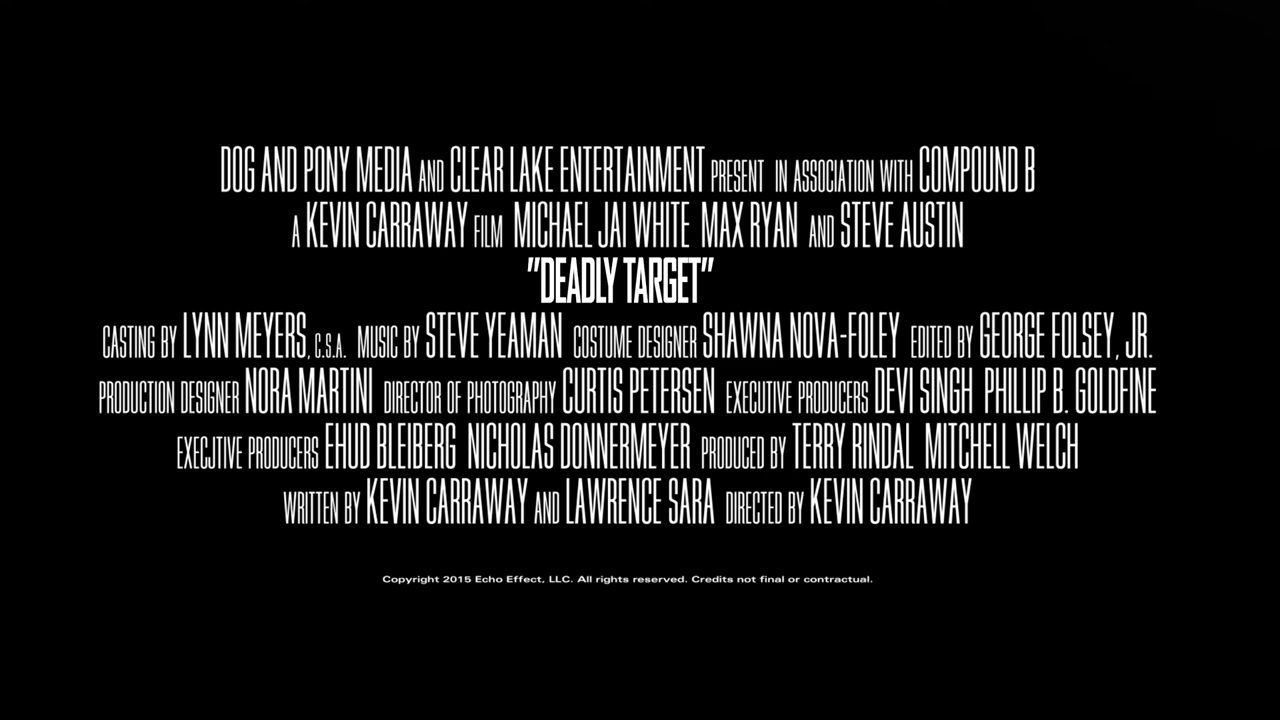 DOG AND PONY MEDIA AND CLEAR LAKE ENTERTAINMENT PRESENT IN ASSOCIATION WITH COMPOUND B
A KEVIN CARRAWAY FILM MICHAEL JAI WHITE MAX RYAN AND STEVE AUSTIN
"DEADLY TARGET"
CASTING BY LYNN MEYERS, C.S.A. MUSIC BY STEVE YEAMAN COSTUME DESIGNER SHAWNA NOVA-FOLEY EDITED BY GEORGE FOLSEY, JR.
PRODUCTION DESIGNER NORA MARTINI DIRECTOR OF PHOTOGRAPHY CURTIS PETERSEN EXECUTIVE PRODUCERS DEVI SINGH PHILLIP B. GOLDFINE
EXECJTIVE PRODUCERS EHUD BLEIBERG NICHOLAS DONNERMEYER PRODUCED BY TERRY RINDAL MITCHELL WELCH
WRITTEN BY KEVIN CARRAWAY AND LAWRENCE SARA DIRECTED BY KEVIN CARRAWAY
Copyright 2015 Echo Effect, LLC. All rights reserved. Credits not final or contractual.